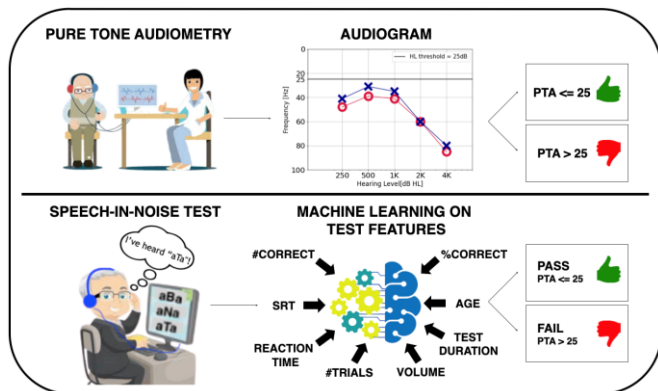 PURE TONE AUDIOMETRY
AUDIOGRAM
HL threshold = 25dB
0
20
25
40
60
80
100
Frequency [Hz]
250 500 1K 2K 4K
Hearing Level[dB HL]
PTA <= 25
PTA > 25
SPEECH-IN-NOISE TEST
I've heard "aTa"!
aBa
aNa
aTa
MACHINE LEARNING ON
TEST FEATURES
#CORRECT
%CORRECT
SRT
AGE
REACTION
TIME
TEST
DURATION
#TRIALS
VOLUME
PASS
PTA <= 25
FAIL
PTA > 25